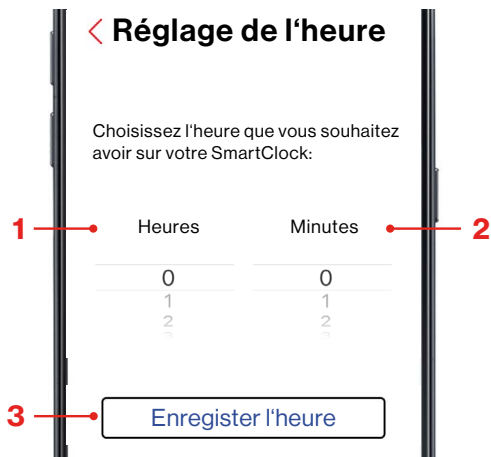 Réglage de l‘heure
Choisissez l‘heure que vous souhaitez
avoir sur votre SmartClock:
1 Heures Minutes 2
0 0
1 1
2 2
3 Enregister l‘heure